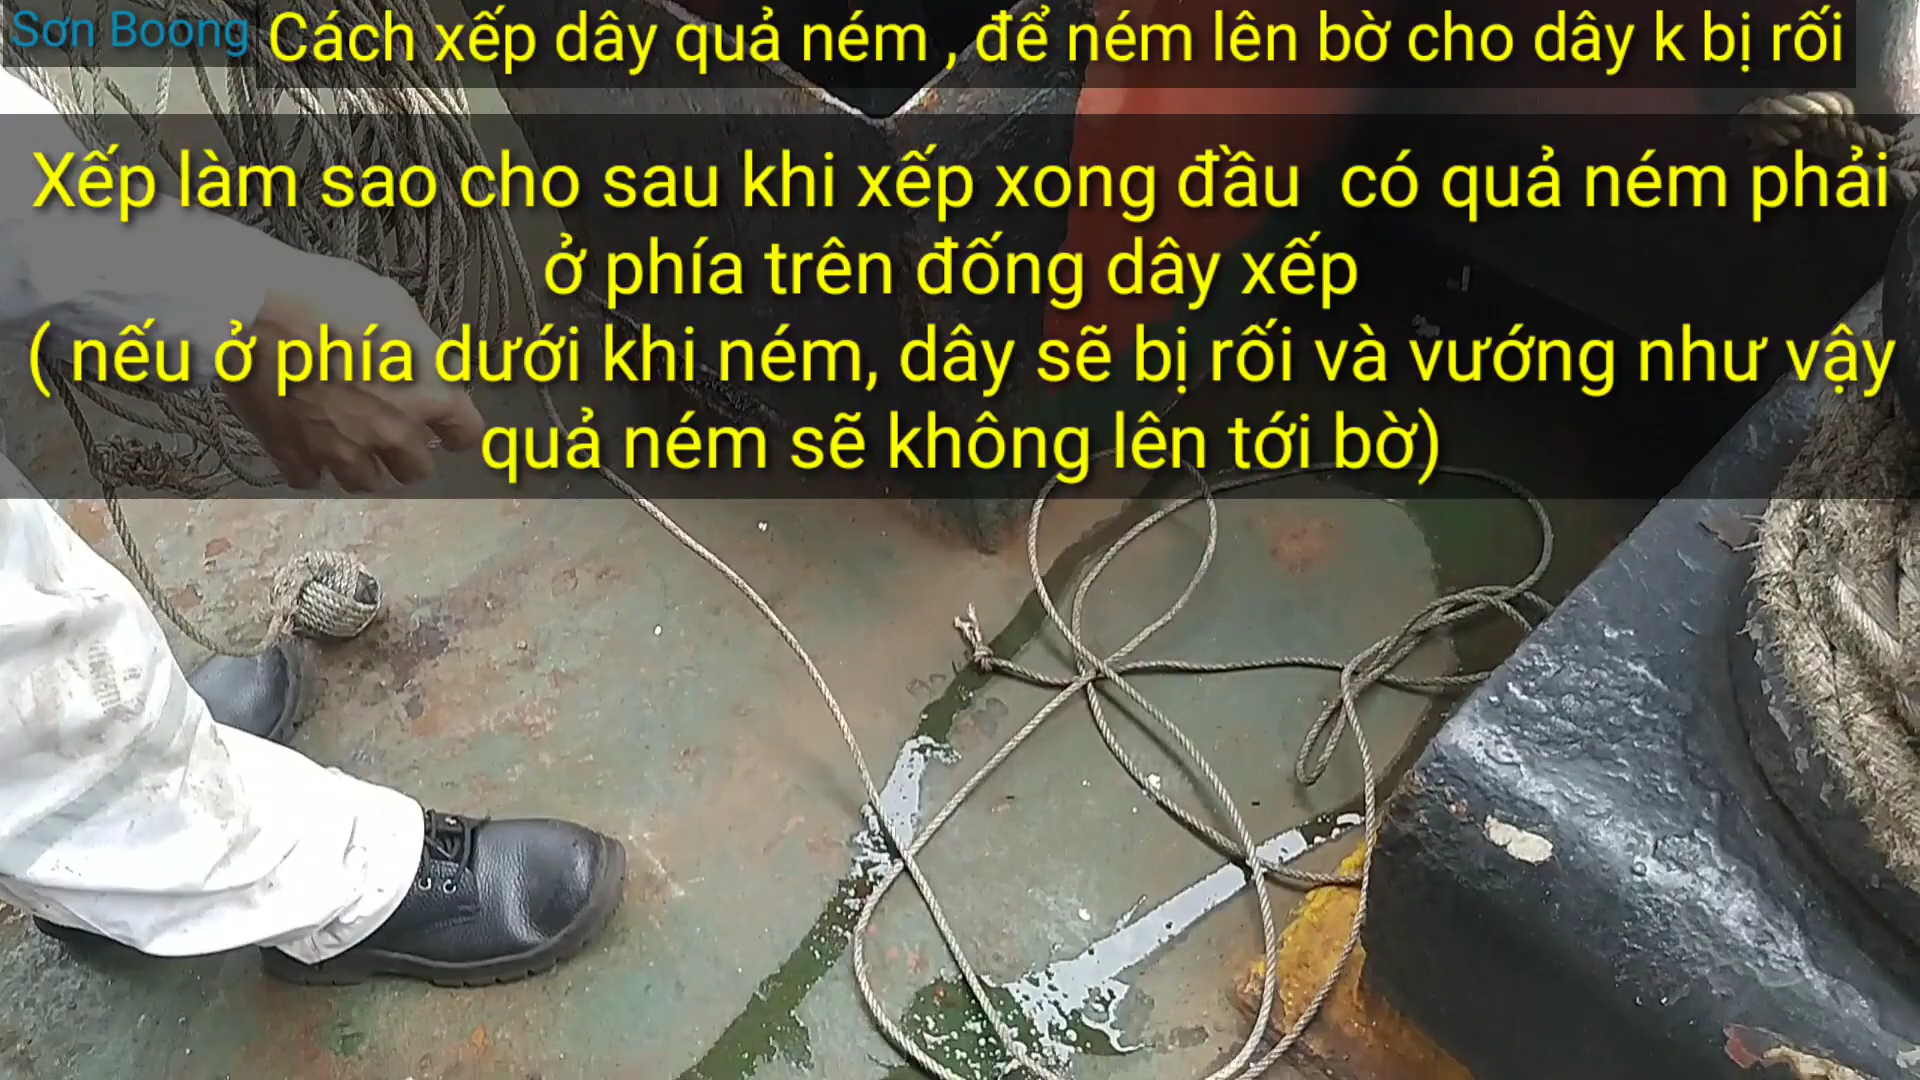 Sơn Boong
Cách xếp dây quả ném , để ném lên bờ cho dây k bị rối
Xếp làm sao cho sau khi xếp xong đầu có quả ném phải
ở phía trên đống dây xếp
( nếu ở phía dưới khi ném, dây sẽ bị rối và vướng như vậy
quả ném sẽ không lên tới bờ)